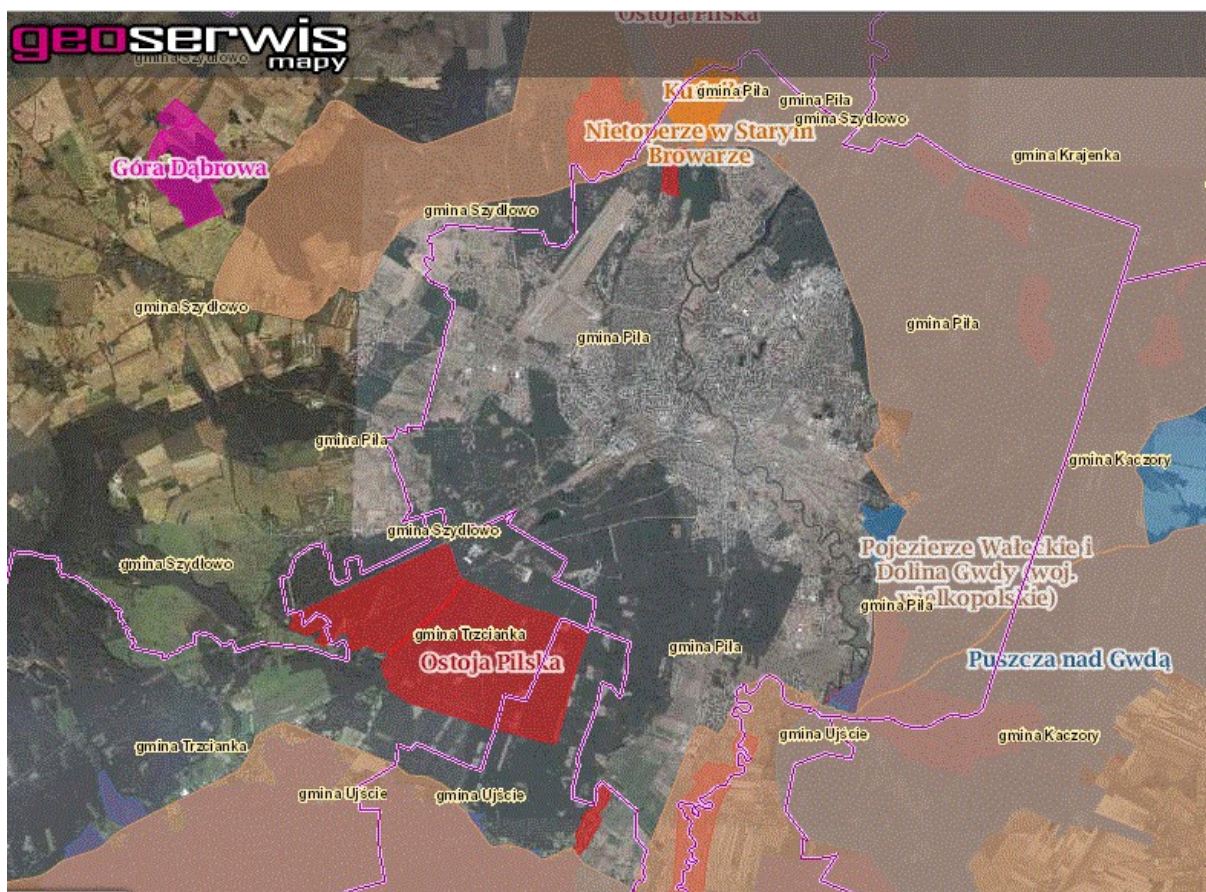 Ostoja Pilska
geoserwis
mapy
gmina Szydłowo
gmina Piła
gmina Piła
gmina Szydłowo
Nietoperze w Starym
Browarze
gmina Krajenka
Góra Dąbrowa
gmina Szydłowo
gmina Szydłowo
gmina Piła
gmina Piła
gmina Piła
gmina Kaczory
gmina Szydłowo
gmina Szydłowo
Pojezierze Wałeckie i
Dolina Gwdy (woj.
wielkopolskie)
gmina Piła
gmina Trzcianka
gmina Piła
Ostoja Pilska
Puszcza nad Gwdą
gmina Trzcianka
gmina Ujście
gmina Kaczory
gmina Ujście
gmina Ujście